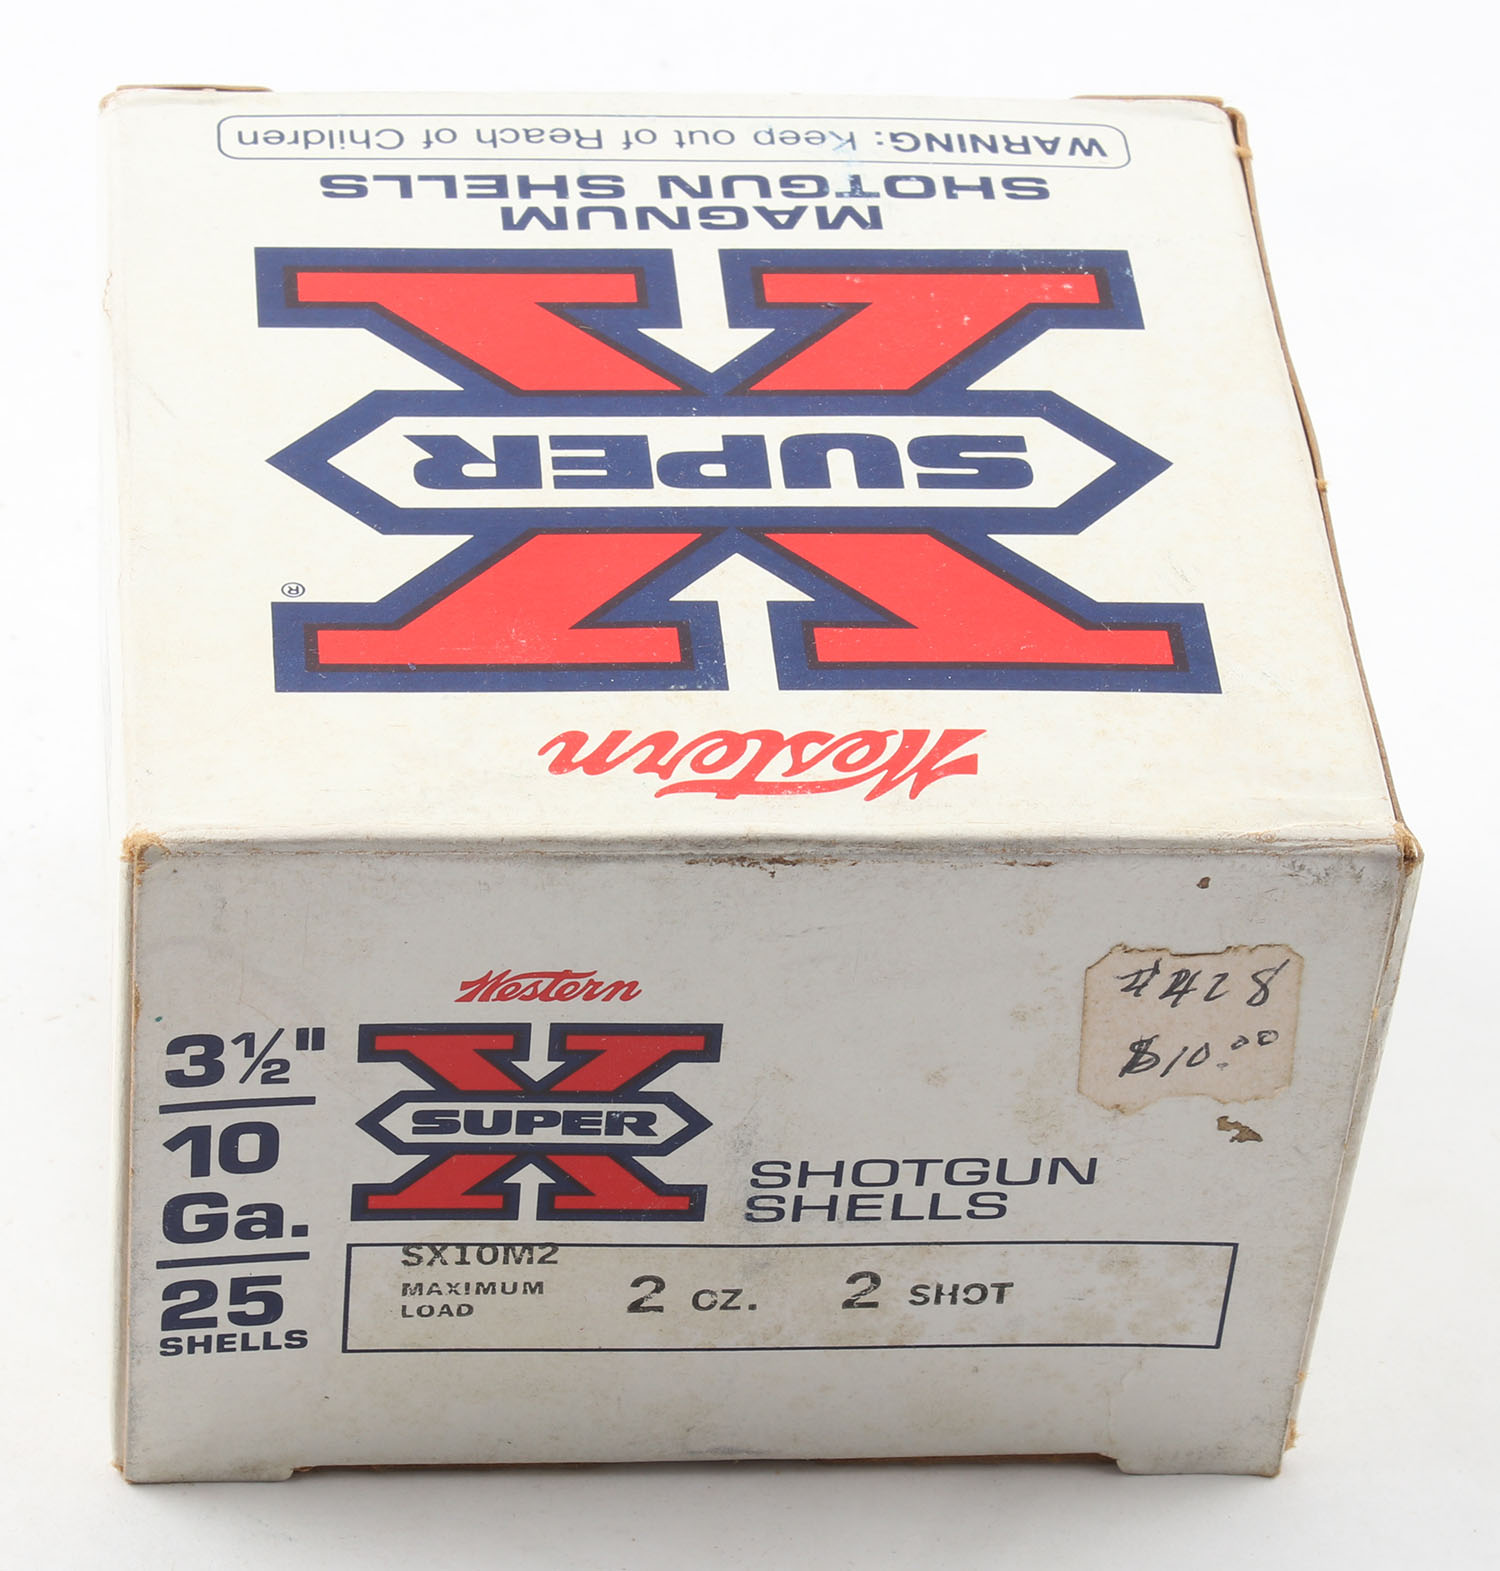 WARNING: Keep out of Reach of Children
MAGNUM
SHOTGUN SHELLS
SUPER
X
®
Western
Western
SUPER
X
3½"
10
Ga.
25
SHELLS
SHOTGUN
SHELLS
SX10M2
MAXIMUM
LOAD
2 OZ. 2 SHOT
#428
$10.00